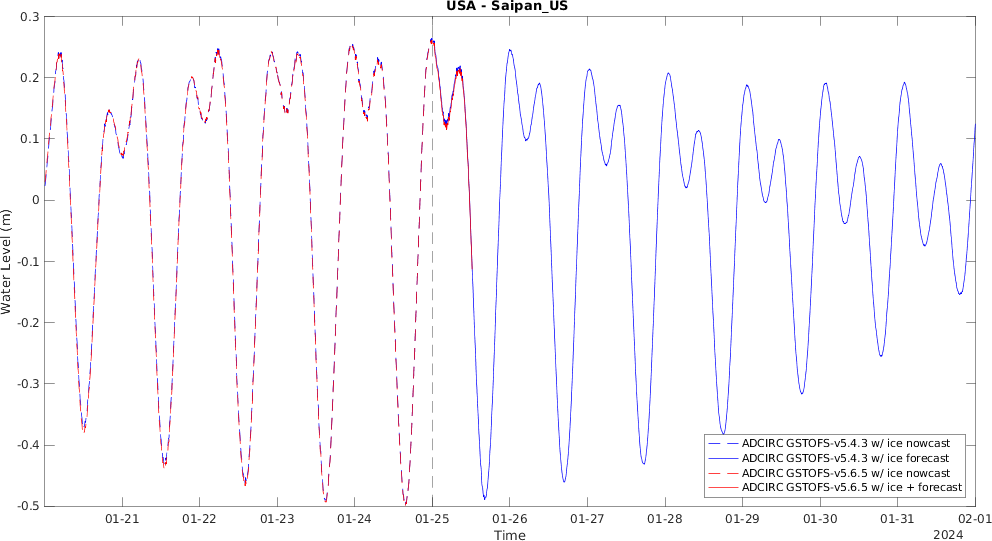 USA - Saipan_US
0.3
0.2
0.1
0
-0.1
-0.2
-0.3
-0.4
-0.5
Water Level (m)
ADCIRC GSTOFS-v5.4.3 w/ ice nowcast
ADCIRC GSTOFS-v5.4.3 w/ ice forecast
ADCIRC GSTOFS-v5.6.5 w/ ice nowcast
ADCIRC GSTOFS-v5.6.5 w/ ice + forecast
01-21 01-22 01-23 01-24 01-25 01-26 01-27 01-28 01-29 01-30 01-31 02-01
Time
2024